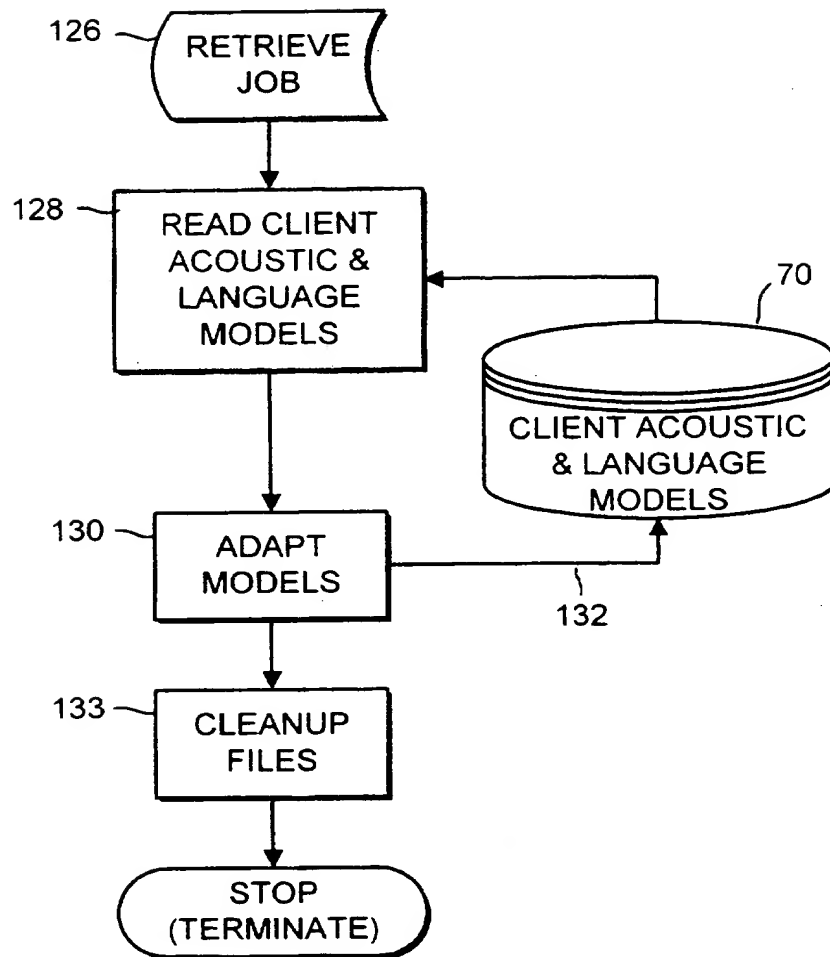 126
RETRIEVE
JOB
128
READ CLIENT
ACOUSTIC &
LANGUAGE
MODELS
70
CLIENT ACOUSTIC
& LANGUAGE
MODELS
130
ADAPT
MODELS
132
133
CLEANUP
FILES
STOP
(TERMINATE)